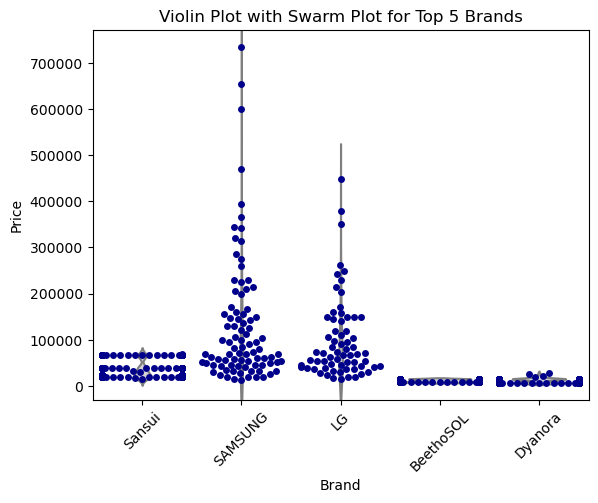 Violin Plot with Swarm Plot for Top 5 Brands
700000
600000
500000
400000
300000
200000
100000
0
Price
Sansui
SAMSUNG
LG
BeethoSOL
Dyanora
Brand